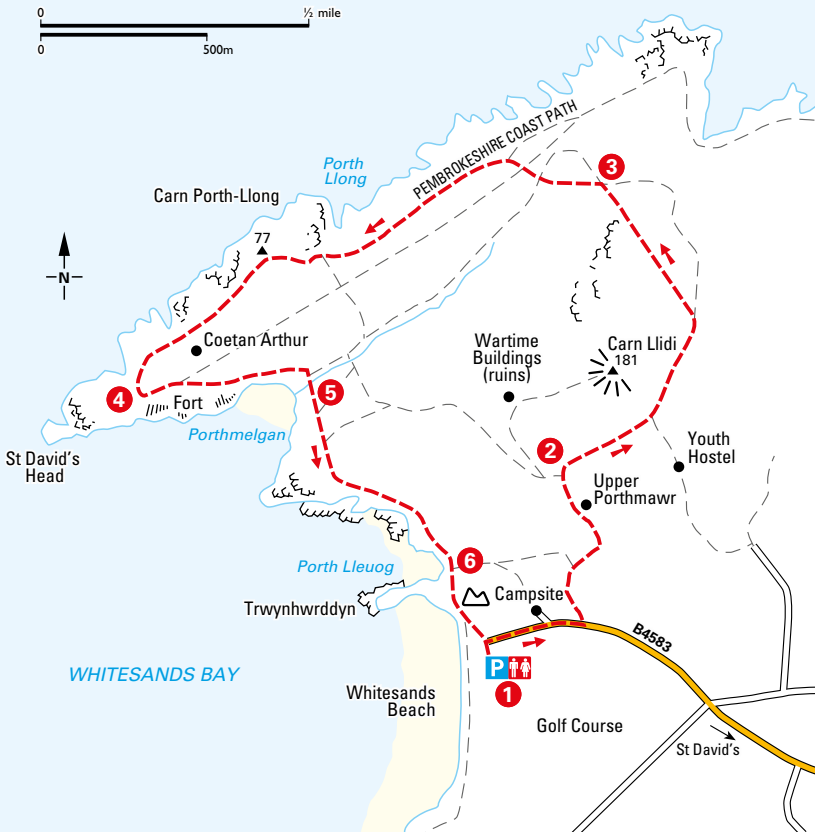 0
½ mile
0
500m
PEMBROKESHIRE COAST PATH
Porth
Llong
3
Carn Porth-Llong
77
N
Coetan Arthur
Wartime
Buildings
(ruins)
Carn Llidi
181
4
Fort
5
Porthmelgan
St David's
Head
2
Youth
Hostel
Upper
Porthmawr
6
Porth Lleuog
Campsite
Trwynhwrddyn
B4583
WHITESANDS BAY
P
1
Whitesands
Beach
Golf Course
St David's